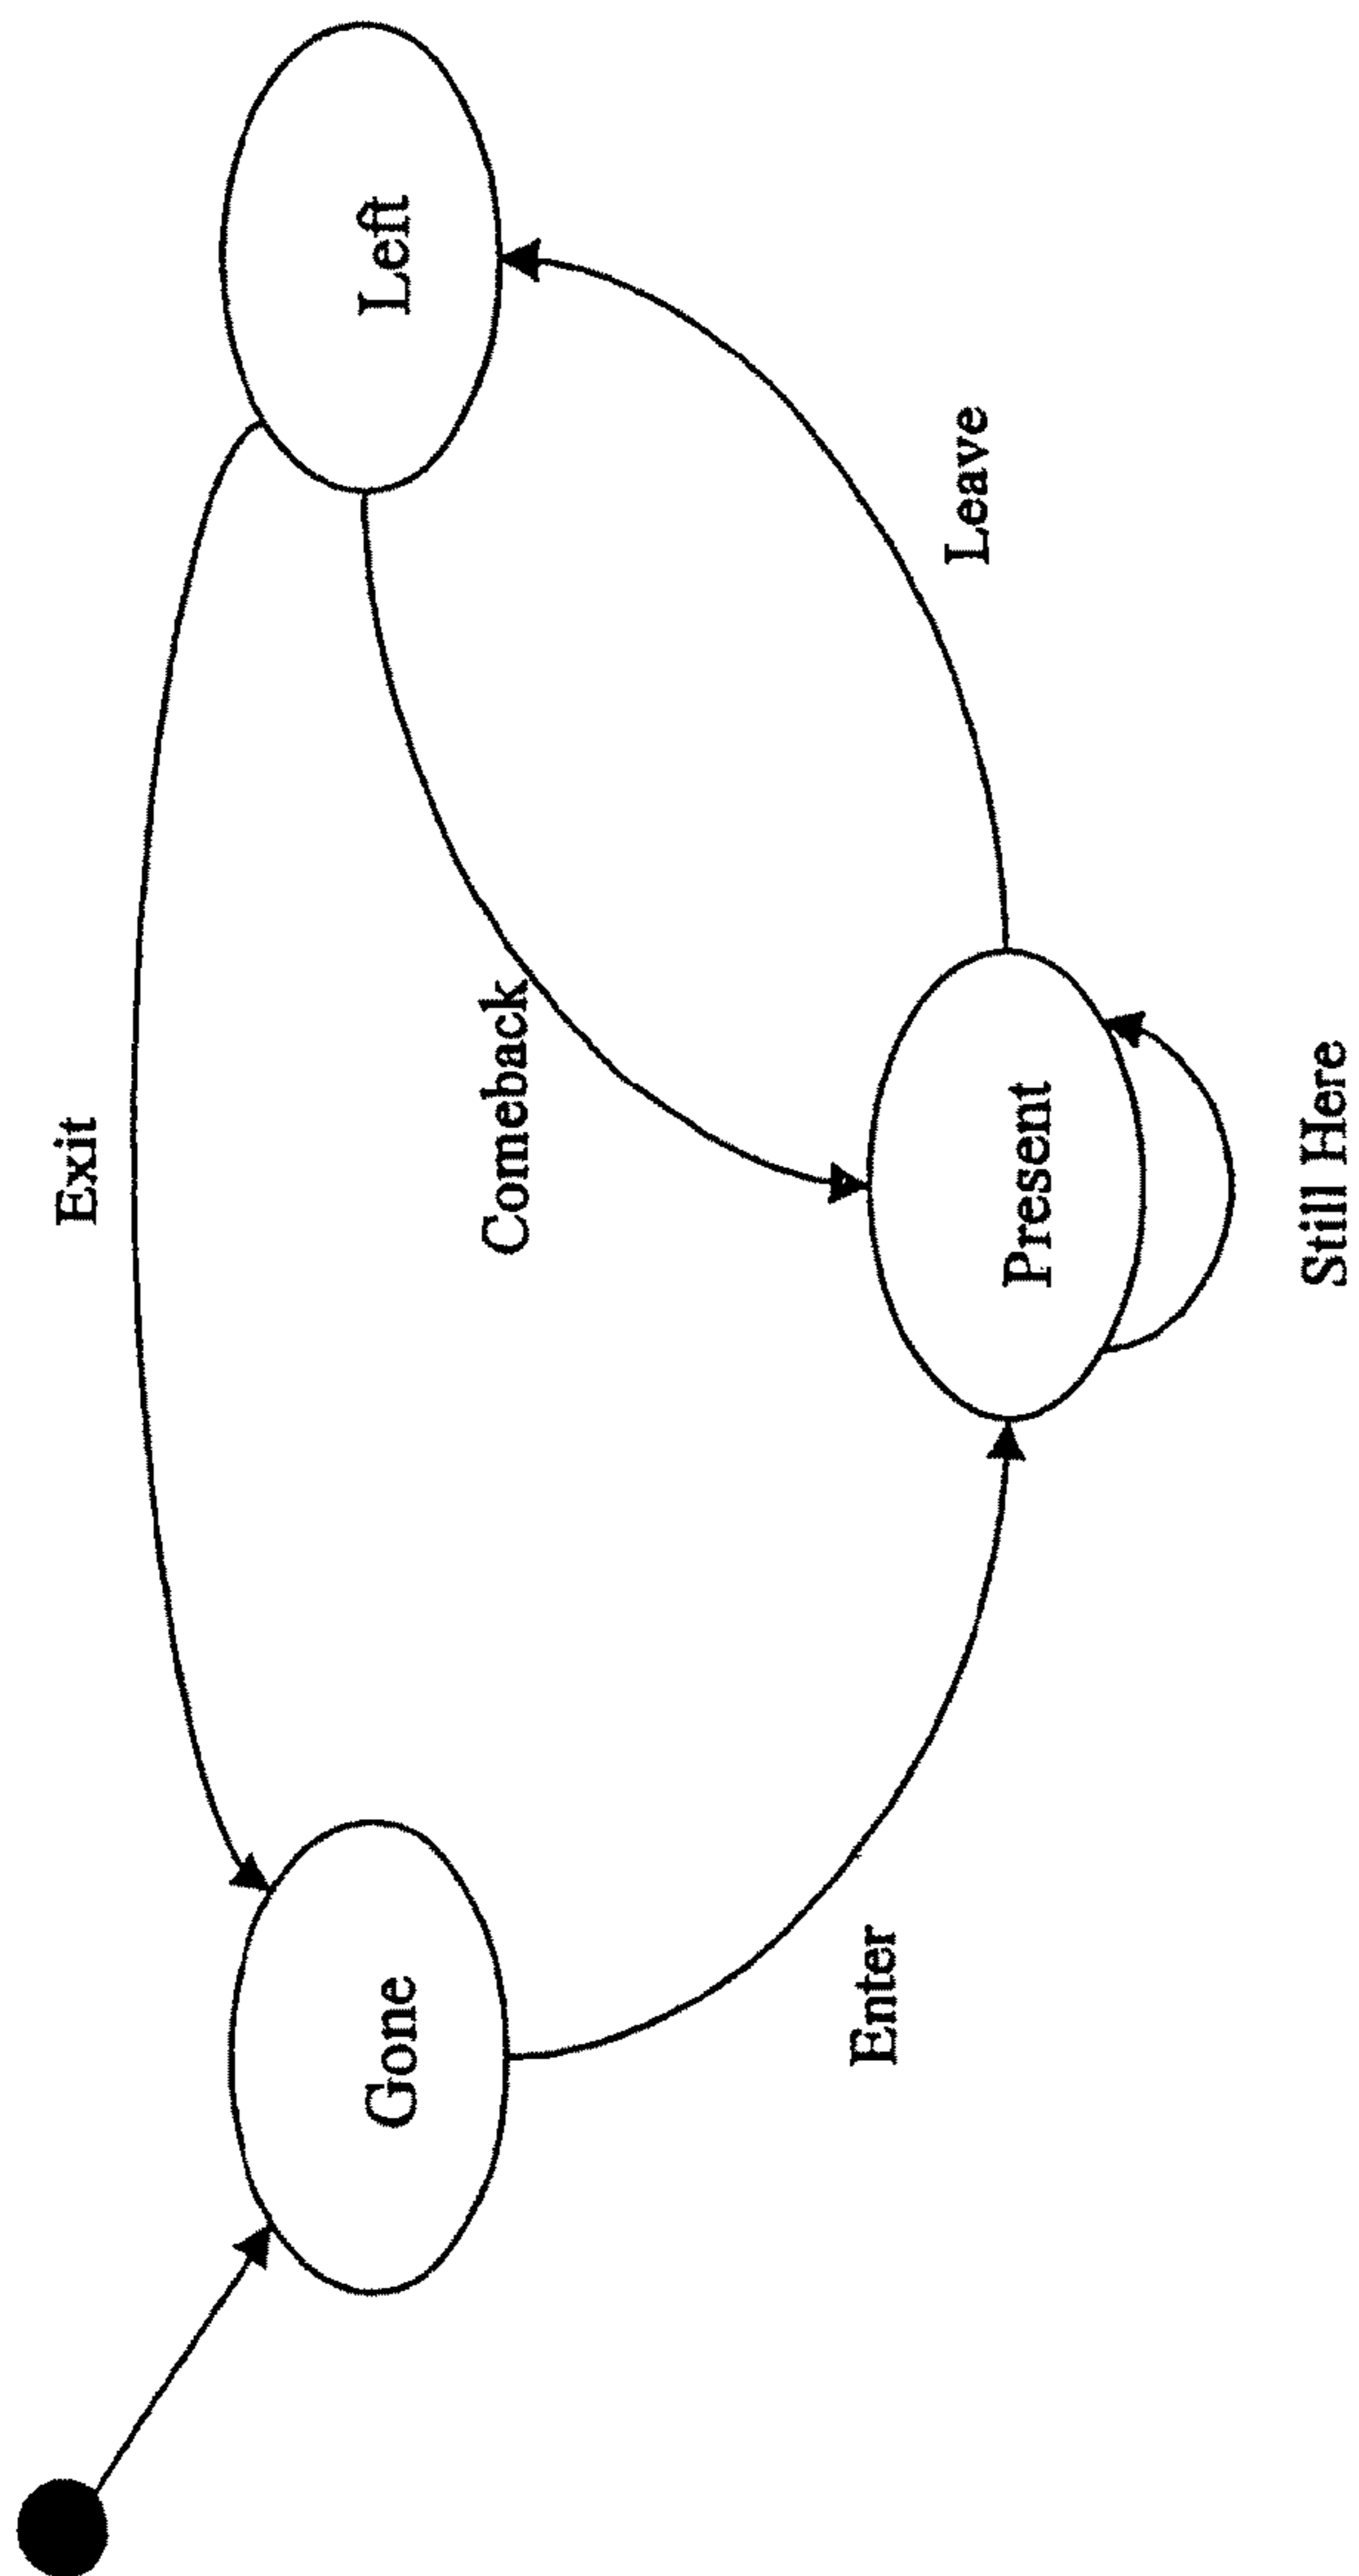 Exit
Left
Gone
Comeback
Leave
Present
Enter
Still Here